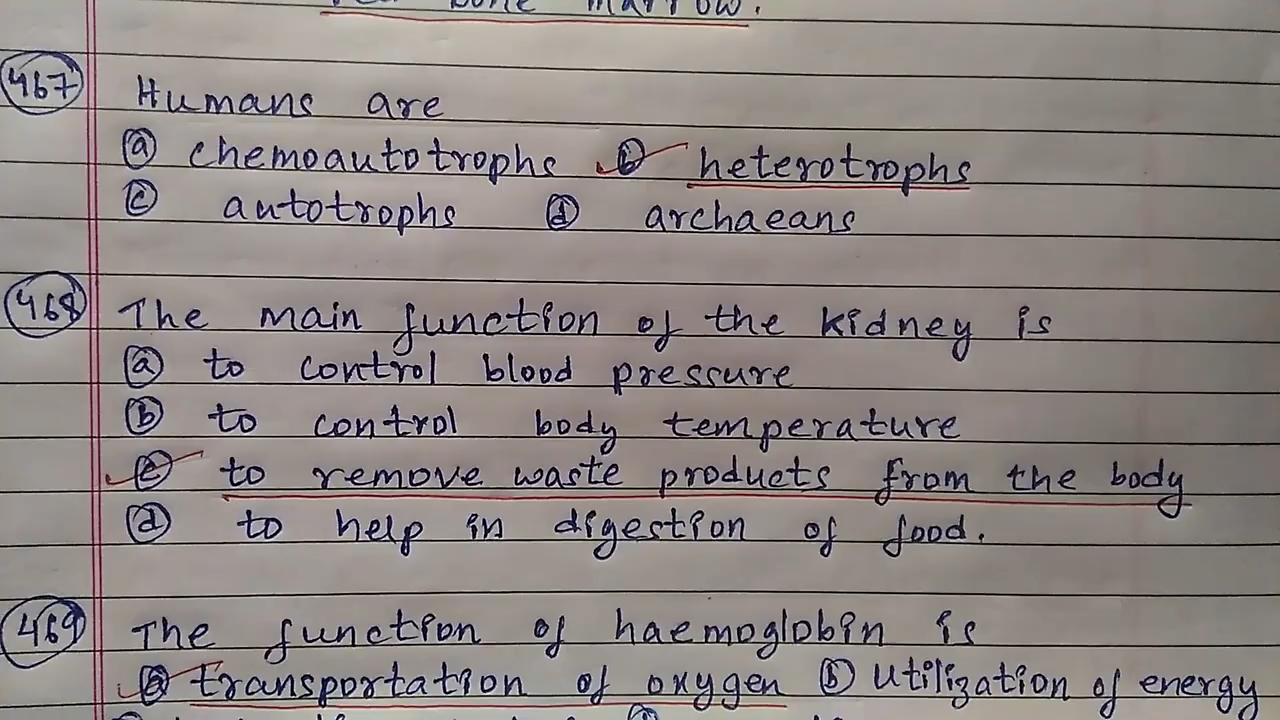 bone marrow.
467 Humans are
(a) chemoautotrophs (b) heterotrophs
(c) autotrophs (d) archaeans
468 The main function of the kidney is
(a) to control blood pressure
(b) to control body temperature
(c) to remove waste products from the body
(d) to help in digestion of food.
469 The function of haemoglobin is
(a) transportation of oxygen (b) utilization of energy